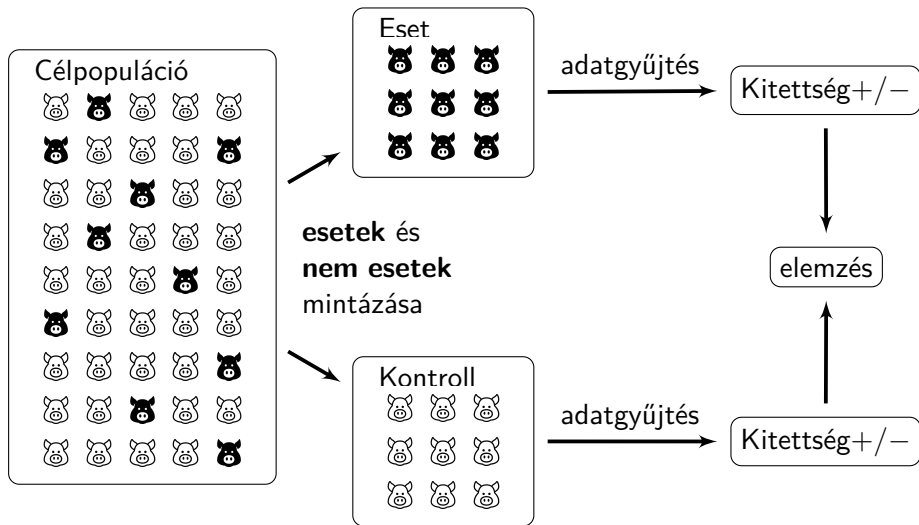 Célpopuláció
esetek és
nem esetek
mintázása
Eset
adatgyűjtés
Kitettség+/−
elemzés
Kontroll
adatgyűjtés
Kitettség+/−